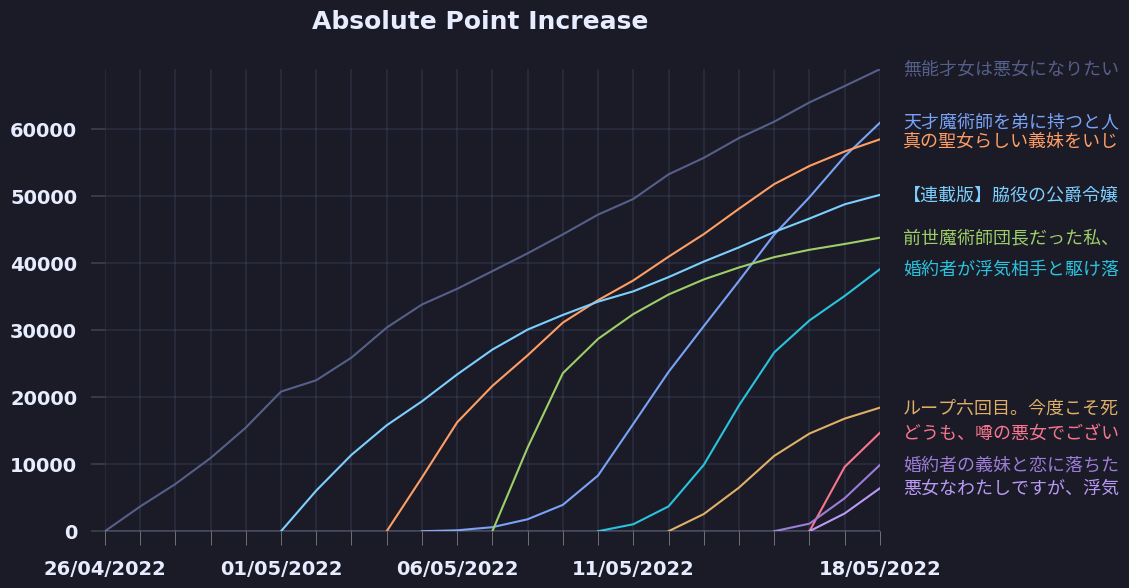 Absolute Point Increase
無能才女は悪女になりたい
天才魔術師を弟に持つと人
真の聖女らしい義妹をいじ
【連載版】脇役の公爵令嬢
前世魔術師団長だった私、
婚約者が浮気相手と駆け落
ループ六回目。今度こそ死
どうも、噂の悪女でござい
婚約者の義妹と恋に落ちた
悪女なわたしですが、浮気
60000
50000
40000
30000
20000
10000
0
26/04/2022 01/05/2022 06/05/2022 11/05/2022 18/05/2022